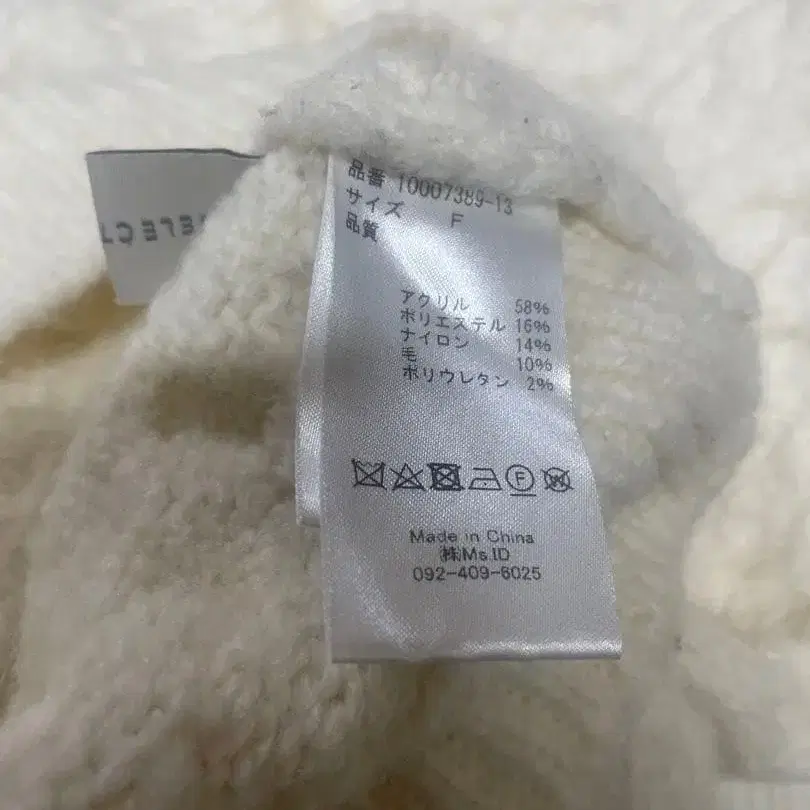 品番 10007389-13
サイズ F
品質
アクリル 58%
ポリエステル 16%
ナイロン 14%
毛 10%
ポリウレタン 2%
F
Made in China
㈱Ms.ID
092-409-6025